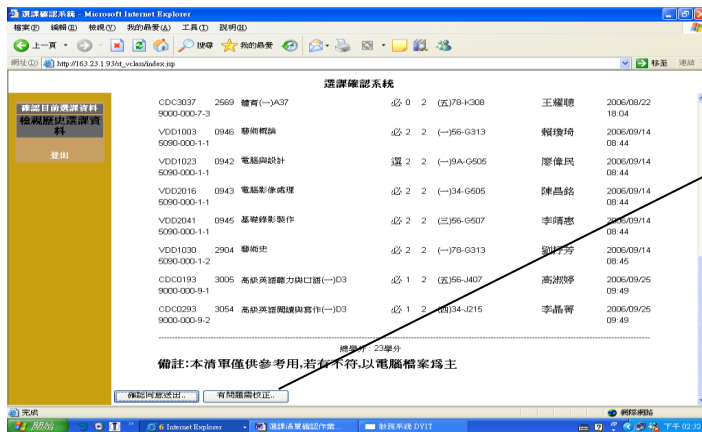 選課確認系統 - Microsoft Internet Explorer
檔案(F) 編輯(E) 檢視(V) 我的最愛(A) 工具(T) 說明(H)
上一頁 搜尋 我的最愛
網址(D) http://163.23.1.93/st_vclass/index.jsp 移至 連結
選課確認系統
確認目前選課資料
檢視歷史選課資料
登出
CDC3037 2569 體育(一)A37 必 0 2 (五)78-K308 王耀聰 2006/08/22
9000-000-7-3 18:04
VDD1003 0946 藝術概論 必 2 2 (一)56-G313 賴瓊琦 2006/09/14
5090-000-1-1 08:44
VDD1023 0942 電腦與設計 選 2 2 (一)9A-G505 廖偉民 2006/09/14
5090-000-1-1 08:44
VDD2016 0943 電腦影像處理 必 2 2 (一)34-G605 陳昌銘 2006/09/14
5090-000-1-1 08:44
VDD2041 0945 基礎錄影製作 必 2 2 (三)56-G507 李靖惠 2006/09/14
5090-000-1-1 08:44
VDD1030 2904 藝術史 必 2 2 (一)78-G313 2006/09/14
5090-000-1-2 08:45
CDC0193 3005 高級英語聽力與口語(一)D3 必 1 2 (五)56-J407 高淑婷 2006/09/25
9000-000-9-1 09:49
CDC0293 3054 高級英語閱讀與寫作(一)D3 必 1 2 (四)34-J215 李晶菁 2006/09/25
9000-000-9-2 09:49
總學分 : 23學分
備註:本清單僅供參考用,若有不符,以電腦檔案為主
確認同意送出.. 有問題需校正..
完成 網際網路
開始 6 Internet Explorer 選課清單確認作業... 教務系統 DYIT 下午 02:32